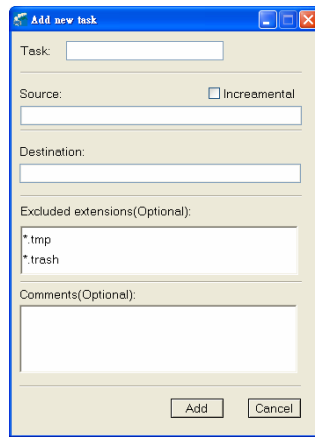 Add new task
Task:
Source: Increamental
Destination:
Excluded extensions(Optional):
*.tmp
*.trash
Comments(Optional):
Add Cancel